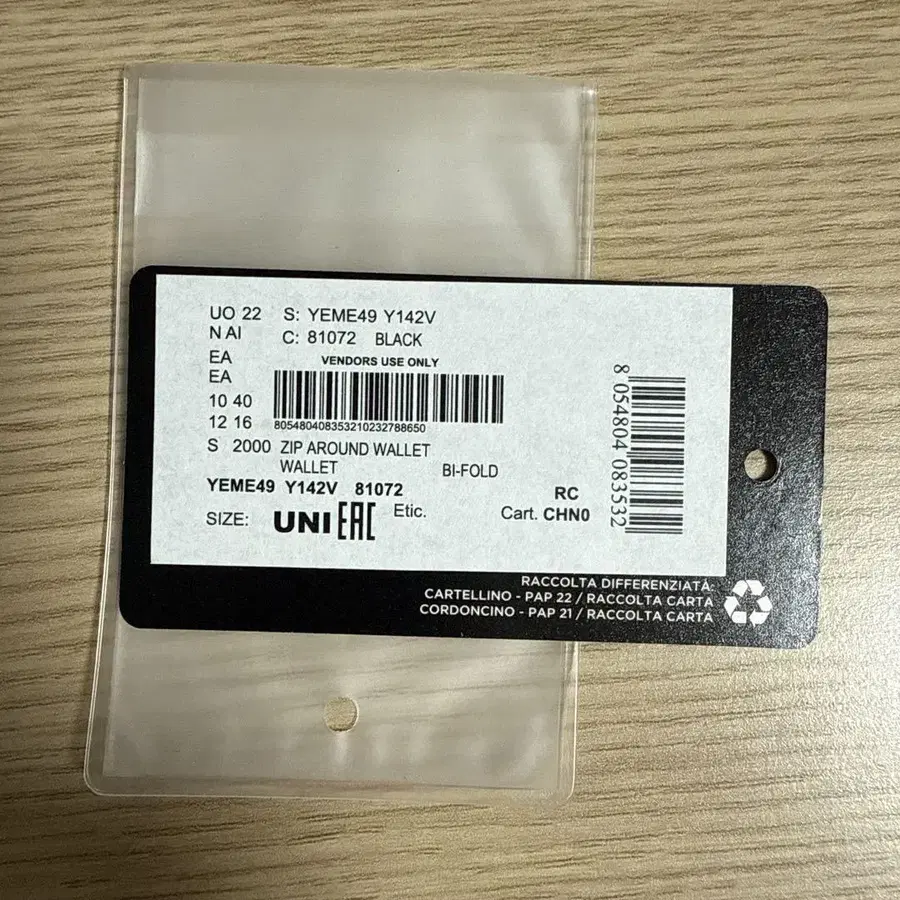 UO 22 S: YEME49 Y142V
N AI C: 81072 BLACK
EA VENDORS USE ONLY
EA
10 40
12 16 805480408353210232788650
S 2000 ZIP AROUND WALLET
WALLET BI-FOLD
YEME49 Y142V 81072
RC
SIZE: UNI EAC Etic. Cart. CHN0
8 054804 083532
RACCOLTA DIFFERENZIATA:
CARTELLINO - PAP 22 / RACCOLTA CARTA
CORDONCINO - PAP 21 / RACCOLTA CARTA